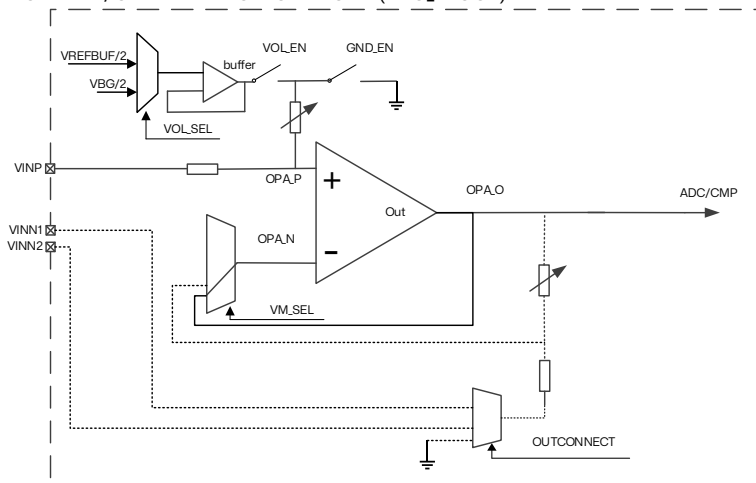 VOL_EN
GND_EN
VREFBUF/2
buffer
VBG/2
VOL_SEL
VINP
OPA_P
+
OPA_O
ADC/CMP
Out
VINN1
OPA_N
VINN2
-
VM_SEL
OUTCONNECT